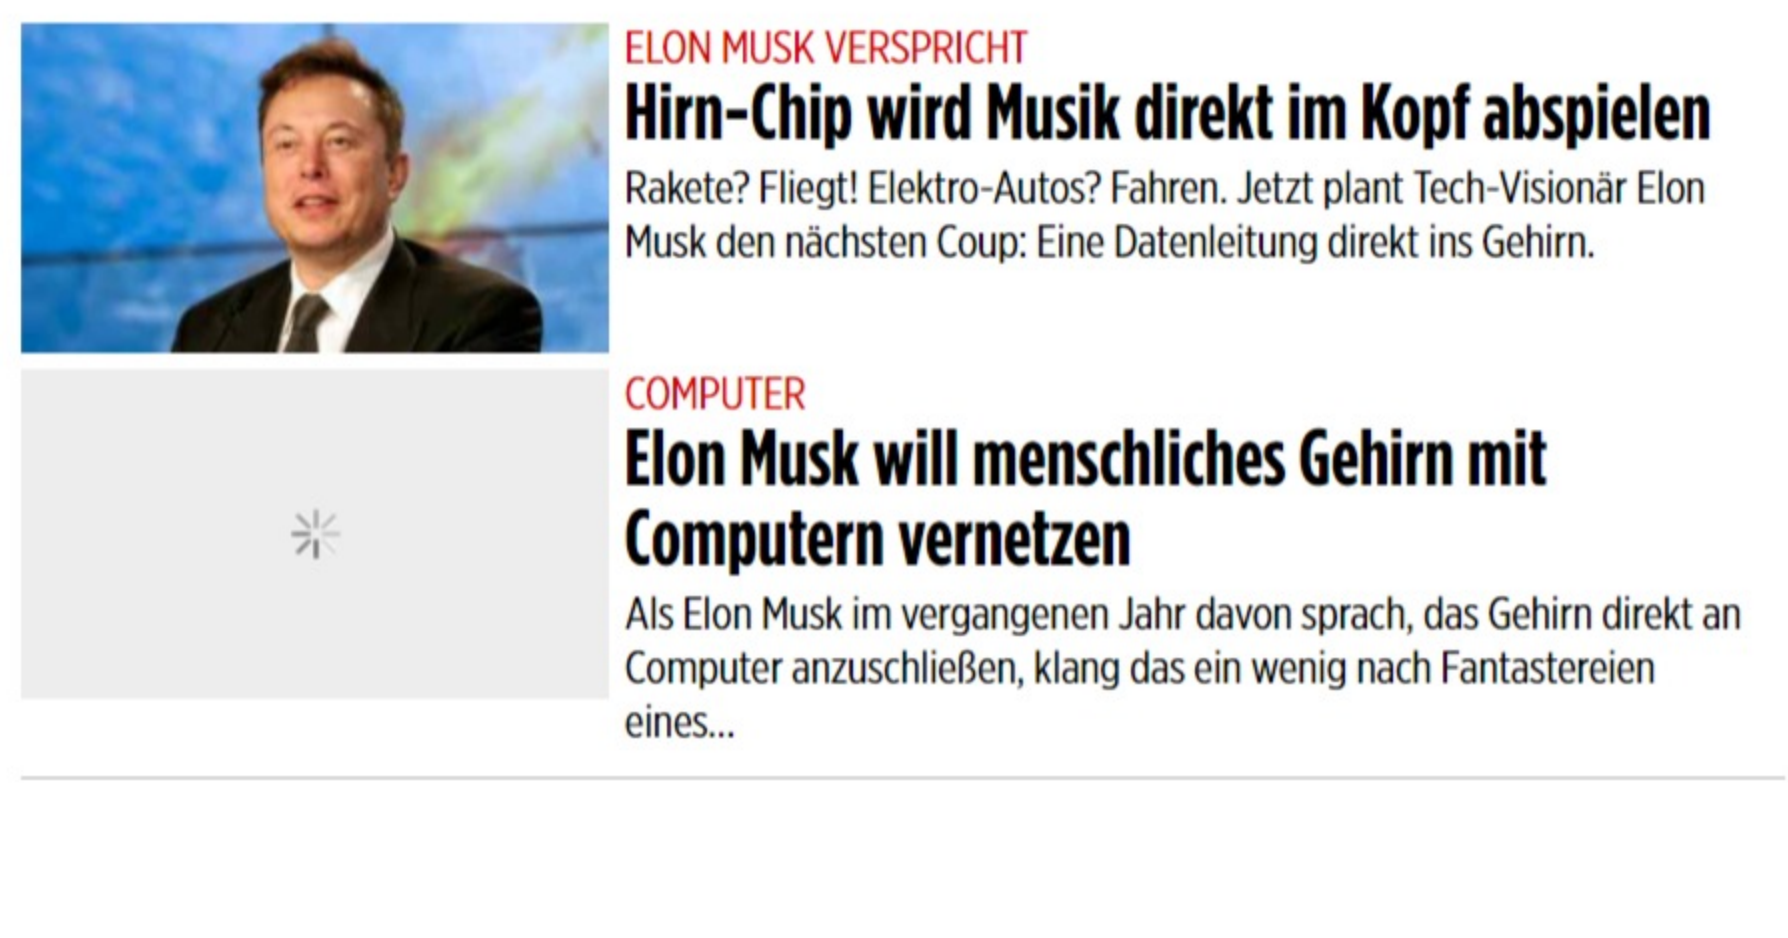 ELON MUSK VERSPRICHT
Hirn-Chip wird Musik direkt im Kopf abspielen
Rakete? Fliegt! Elektro-Autos? Fahren. Jetzt plant Tech-Visionär Elon
Musk den nächsten Coup: Eine Datenleitung direkt ins Gehirn.
COMPUTER
Elon Musk will menschliches Gehirn mit
Computern vernetzen
Als Elon Musk im vergangenen Jahr davon sprach, das Gehirn direkt an
Computer anzuschließen, klang das ein wenig nach Fantastereien
eines...